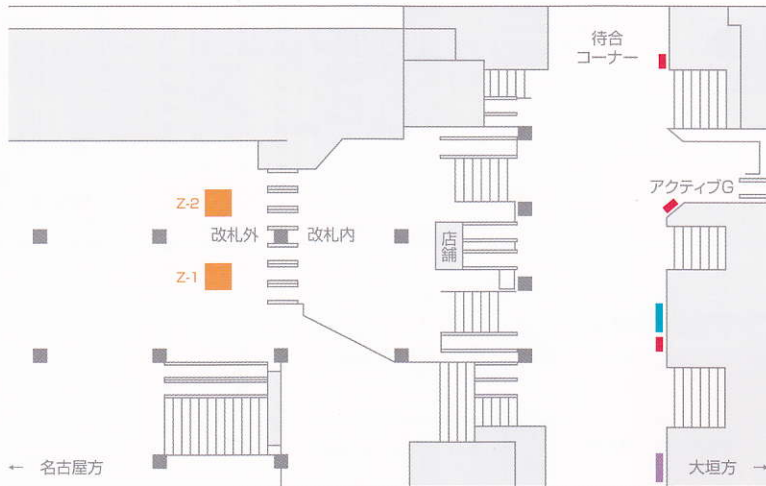 待合
コーナー
アクティブG
Z-2
改札外
改札内
店舗
Z-1
← 名古屋方
大垣方 →